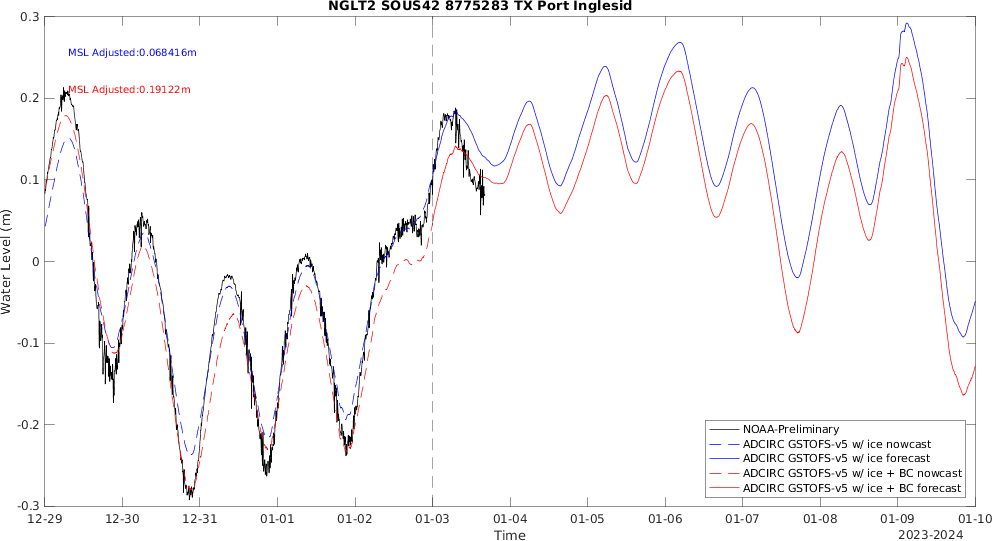 NGLT2 SOUS42 8775283 TX Port Inglesid
0.3
MSL Adjusted:0.068416m
MSL Adjusted:0.19122m
0.2
0.1
0
-0.1
-0.2
-0.3
Water Level (m)
NOAA-Preliminary
ADCIRC GSTOFS-v5 w/ ice nowcast
ADCIRC GSTOFS-v5 w/ ice forecast
ADCIRC GSTOFS-v5 w/ ice + BC nowcast
ADCIRC GSTOFS-v5 w/ ice + BC forecast
12-29 12-30 12-31 01-01 01-02 01-03 01-04 01-05 01-06 01-07 01-08 01-09 01-10
Time
2023-2024